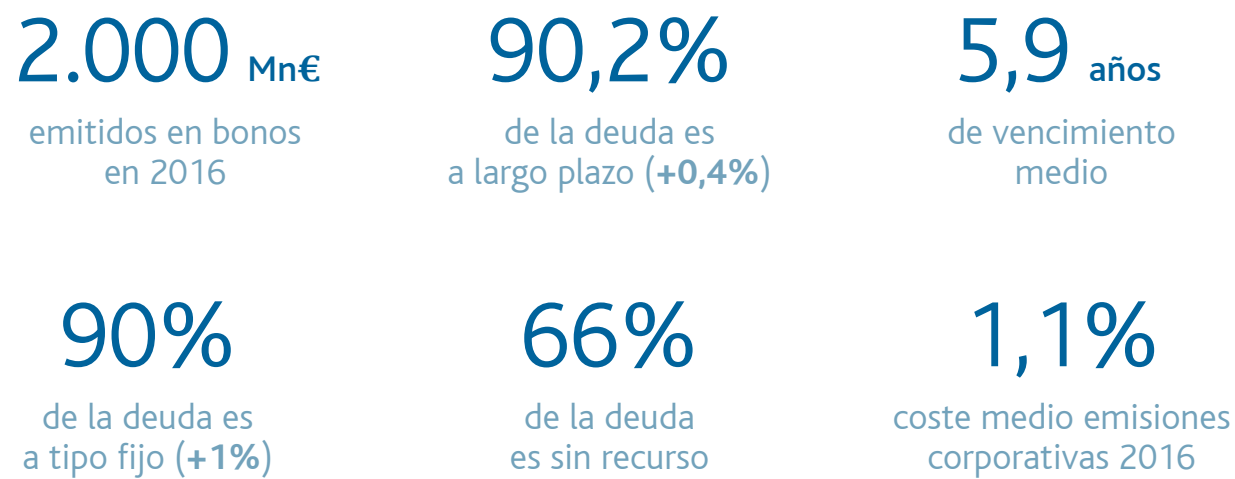 2.000 Mn€
emitidos en bonos
en 2016
90,2%
de la deuda es
a largo plazo (+0,4%)
5,9 años
de vencimiento
medio
90%
de la deuda es
a tipo fijo (+1%)
66%
de la deuda
es sin recurso
1,1%
coste medio emisiones
corporativas 2016